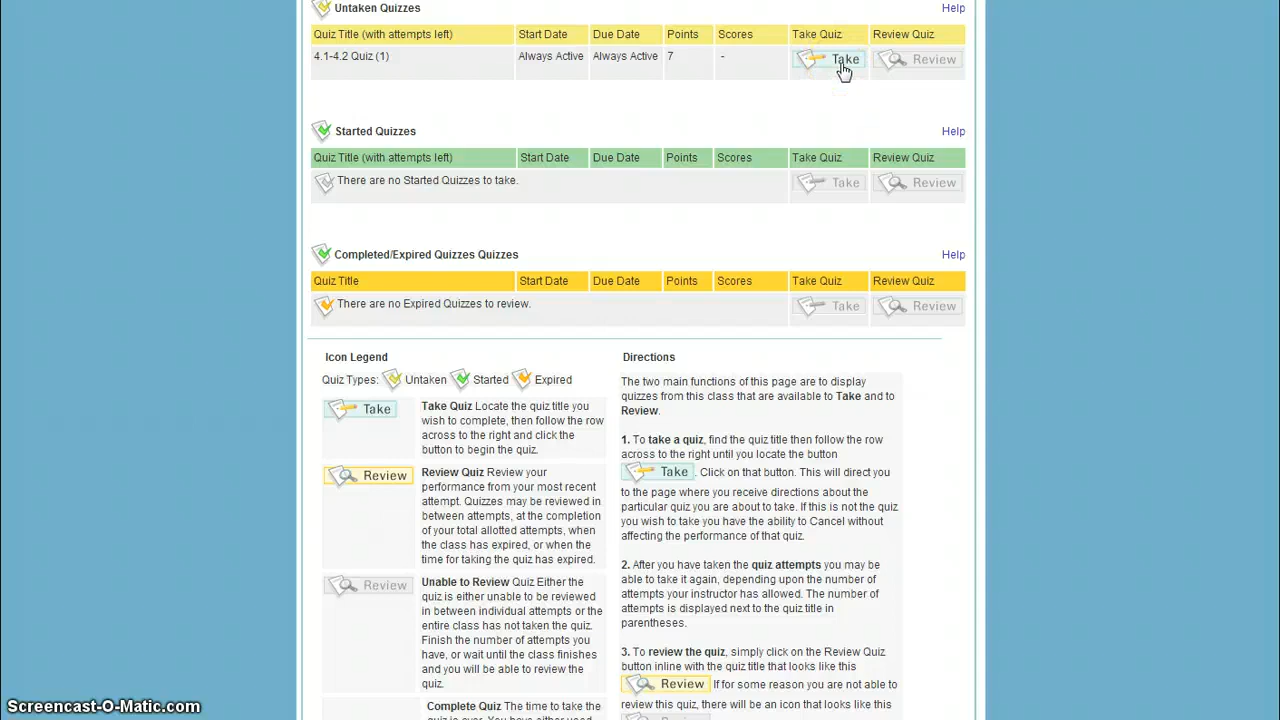 Untaken Quizzes Help
Quiz Title (with attempts left) Start Date Due Date Points Scores Take Quiz Review Quiz
4.1-4.2 Quiz (1) Always Active Always Active 7 - Take Review
Started Quizzes Help
Quiz Title (with attempts left) Start Date Due Date Points Scores Take Quiz Review Quiz
There are no Started Quizzes to take. Take Review
Completed/Expired Quizzes Quizzes Help
Quiz Title Start Date Due Date Points Scores Take Quiz Review Quiz
There are no Expired Quizzes to review. Take Review
Icon Legend
Quiz Types: Untaken Started Expired
Take
Take Quiz Locate the quiz title you
wish to complete, then follow the row
across to the right and click the
button to begin the quiz.
Review
Review Quiz Review your
performance from your most recent
attempt. Quizzes may be reviewed in
between attempts, at the completion
of your total allotted attempts, when
the class has expired, or when the
time for taking the quiz has expired.
Review
Unable to Review Quiz Either the
quiz is either unable to be reviewed
in between individual attempts or the
entire class has not taken the quiz.
Finish the number of attempts you
have, or wait until the class finishes
and you will be able to review the
quiz.
Complete Quiz The time to take the
Directions
The two main functions of this page are to display
quizzes from this class that are available to Take and to
Review.
1. To take a quiz, find the quiz title then follow the row
across to the right until you locate the button
Take . Click on that button. This will direct you
to the page where you receive directions about the
particular quiz you are about to take. If this is not the quiz
you wish to take you have the ability to Cancel without
affecting the performance of that quiz.
2. After you have taken the quiz attempts you may be
able to take it again, depending upon the number of
attempts your instructor has allowed. The number of
attempts is displayed next to the quiz title in
parentheses.
3. To review the quiz, simply click on the Review Quiz
button inline with the quiz title that looks like this
Review If for some reason you are not able to
review this quiz, there will be an icon that looks like this
Screencast-O-Matic.com